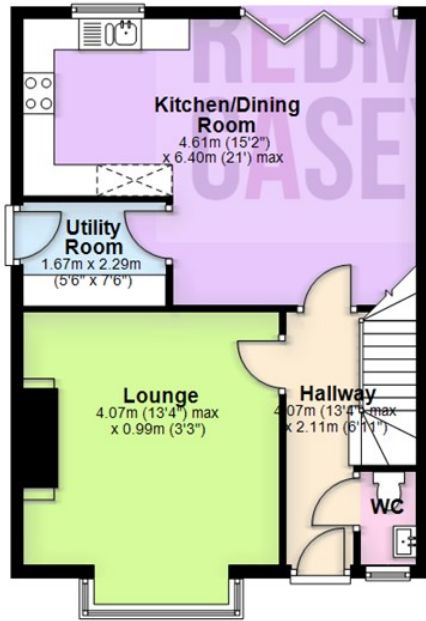 REDM
CASEY
Kitchen/Dining
Room
4.61m (15'2")
x 6.40m (21') max
Utility
Room
1.67m x 2.29m
(5'6" x 7'6")
Lounge
4.07m (13'4") max
x 0.99m (3'3")
Hallway
4.07m (13'4") max
x 2.11m (6'11")
WC